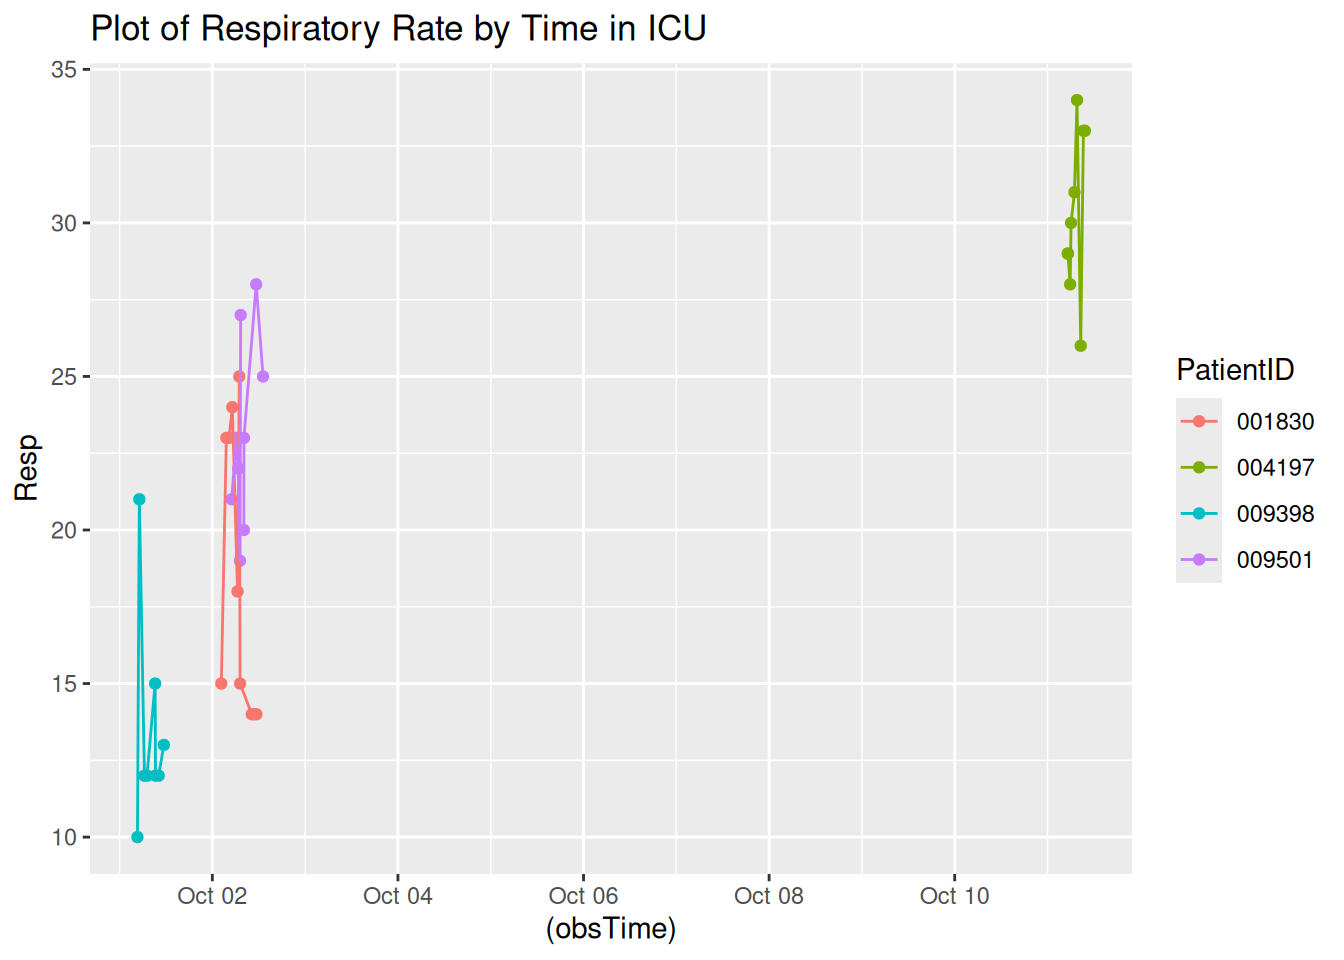 Plot of Respiratory Rate by Time in ICU
35
30
25
20
15
10
Resp
Oct 02 Oct 04 Oct 06 Oct 08 Oct 10
(obsTime)
PatientID
001830
004197
009398
009501